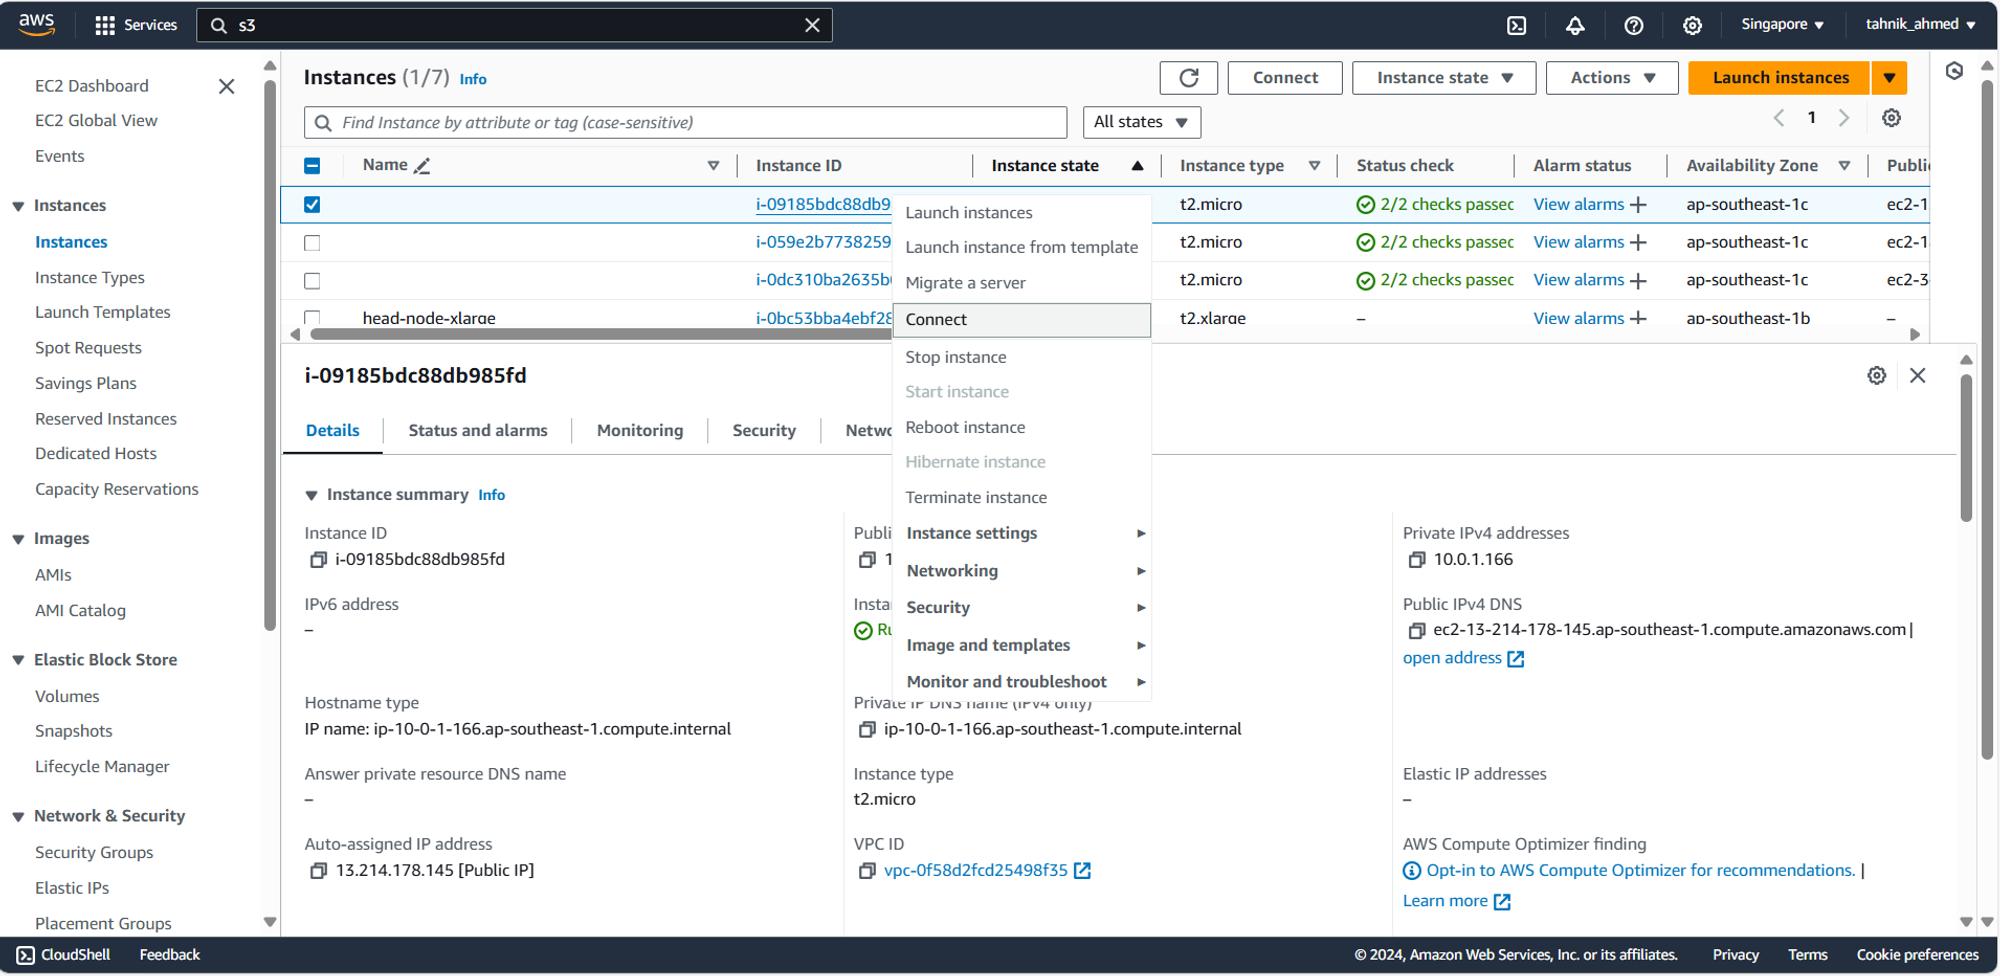 aws
Services
s3
Singapore ▼
tahnik_ahmed ▼
EC2 Dashboard
EC2 Global View
Events
Instances
Instances
Instance Types
Launch Templates
Spot Requests
Savings Plans
Reserved Instances
Dedicated Hosts
Capacity Reservations
Images
AMIs
AMI Catalog
Elastic Block Store
Volumes
Snapshots
Lifecycle Manager
Network & Security
Security Groups
Elastic IPs
Placement Groups
Instances (1/7) Info
Connect
Instance state
Actions
Launch instances
Find Instance by attribute or tag (case-sensitive)
All states
1
Name Instance ID Instance state Instance type Status check Alarm status Availability Zone Public
i-09185bdc88db9 t2.micro 2/2 checks passec View alarms + ap-southeast-1c ec2-1
i-059e2b7738259 t2.micro 2/2 checks passec View alarms + ap-southeast-1c ec2-1
i-0dc310ba2635b t2.micro 2/2 checks passec View alarms + ap-southeast-1c ec2-3
head-node-xlarge i-0bc53bba4ebf28 t2.xlarge – View alarms + ap-southeast-1b –
Launch instances
Launch instance from template
Migrate a server
Connect
Stop instance
Start instance
Reboot instance
Hibernate instance
Terminate instance
Instance settings
Networking
Security
Image and templates
Monitor and troubleshoot
i-09185bdc88db985fd
Details
Status and alarms
Monitoring
Security
Netwo
Instance summary Info
Instance ID
i-09185bdc88db985fd
IPv6 address
–
Hostname type
IP name: ip-10-0-1-166.ap-southeast-1.compute.internal
Answer private resource DNS name
–
Auto-assigned IP address
13.214.178.145 [Public IP]
Publi
1
Insta
Ru
Private IP DNS name (IPv4 only)
ip-10-0-1-166.ap-southeast-1.compute.internal
Instance type
t2.micro
VPC ID
vpc-0f58d2fcd25498f35
Private IPv4 addresses
10.0.1.166
Public IPv4 DNS
ec2-13-214-178-145.ap-southeast-1.compute.amazonaws.com |
open address
Elastic IP addresses
–
AWS Compute Optimizer finding
Opt-in to AWS Compute Optimizer for recommendations. |
Learn more
CloudShell
Feedback
© 2024, Amazon Web Services, Inc. or its affiliates.
Privacy
Terms
Cookie preferences